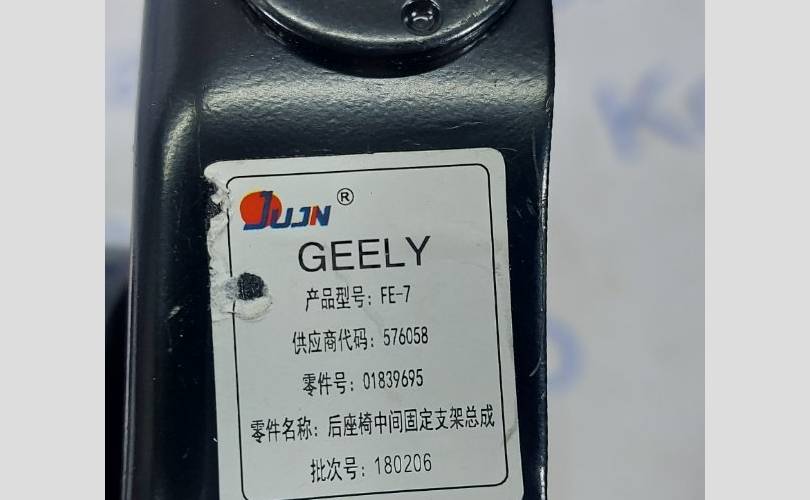 JUJN®
GEELY
产品型号: FE-7
供应商代码: 576058
零件号: 01839695
零件名称: 后座椅中间固定支架总成
批次号: 180206